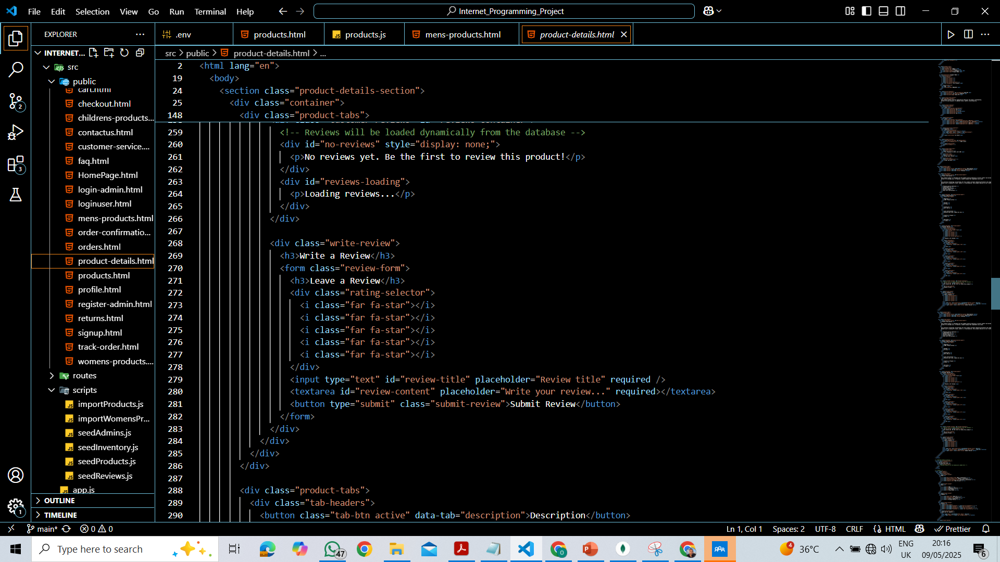 File Edit Selection View Go Run Terminal Help
Internet_Programming_Project
EXPLORER
.env
products.html
products.js
mens-products.html
product-details.html
INTERNET...
src > public > product-details.html > ...
src
public
cart.html
checkout.html
childrens-products...
contactus.html
customer-service....
faq.html
HomePage.html
login-admin.html
loginuser.html
mens-products.html
order-confirmatio...
orders.html
product-details.html
products.html
profile.html
register-admin.html
returns.html
signup.html
track-order.html
womens-products....
routes
scripts
importProducts.js
importWomensPr...
seedAdmins.js
seedInventory.js
seedProducts.js
seedReviews.js
app.js
OUTLINE
TIMELINE
2 <html lang="en">
19 <body>
24 <section class="product-details-section">
25 <div class="container">
148 <div class="product-tabs">
259 <!-- Reviews will be loaded dynamically from the database -->
260 <div id="no-reviews" style="display: none;">
261 <p>No reviews yet. Be the first to review this product!</p>
262 </div>
263 <div id="reviews-loading">
264 <p>Loading reviews...</p>
265 </div>
266 </div>
267
268 <div class="write-review">
269 <h3>Write a Review</h3>
270 <form class="review-form">
271 <h3>Leave a Review</h3>
272 <div class="rating-selector">
273 <i class="far fa-star"></i>
274 <i class="far fa-star"></i>
275 <i class="far fa-star"></i>
276 <i class="far fa-star"></i>
277 <i class="far fa-star"></i>
278 </div>
279 <input type="text" id="review-title" placeholder="Review title" required />
280 <textarea id="review-content" placeholder="Write your review..." required></textarea>
281 <button type="submit" class="submit-review">Submit Review</button>
282 </form>
283 </div>
284 </div>
285 </div>
286 </div>
287
288 <div class="product-tabs">
289 <div class="tab-headers">
290 <button class="tab-btn active" data-tab="description">Description</button>
2
3
1
main* 0 0
Ln 1, Col 1 Spaces: 2 UTF-8 CRLF HTML Prettier
Type here to search
47
4
36°C
ENG
UK
20:16
09/05/2025
6